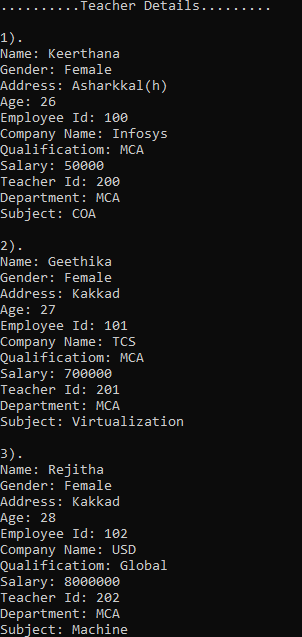 ..........Teacher Details.........
1).
Name: Keerthana
Gender: Female
Address: Asharkkal(h)
Age: 26
Employee Id: 100
Company Name: Infosys
Qualificatiom: MCA
Salary: 50000
Teacher Id: 200
Department: MCA
Subject: COA
2).
Name: Geethika
Gender: Female
Address: Kakkad
Age: 27
Employee Id: 101
Company Name: TCS
Qualificatiom: MCA
Salary: 700000
Teacher Id: 201
Department: MCA
Subject: Virtualization
3).
Name: Rejitha
Gender: Female
Address: Kakkad
Age: 28
Employee Id: 102
Company Name: USD
Qualificatiom: Global
Salary: 8000000
Teacher Id: 202
Department: MCA
Subject: Machine